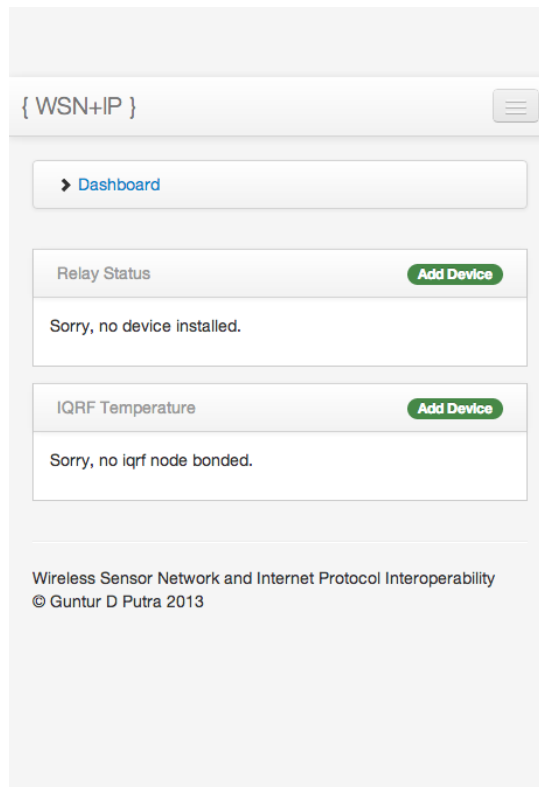 { WSN+IP }
Dashboard
Relay Status
Add Device
Sorry, no device installed.
IQRF Temperature
Add Device
Sorry, no iqrf node bonded.
Wireless Sensor Network and Internet Protocol Interoperability
© Guntur D Putra 2013